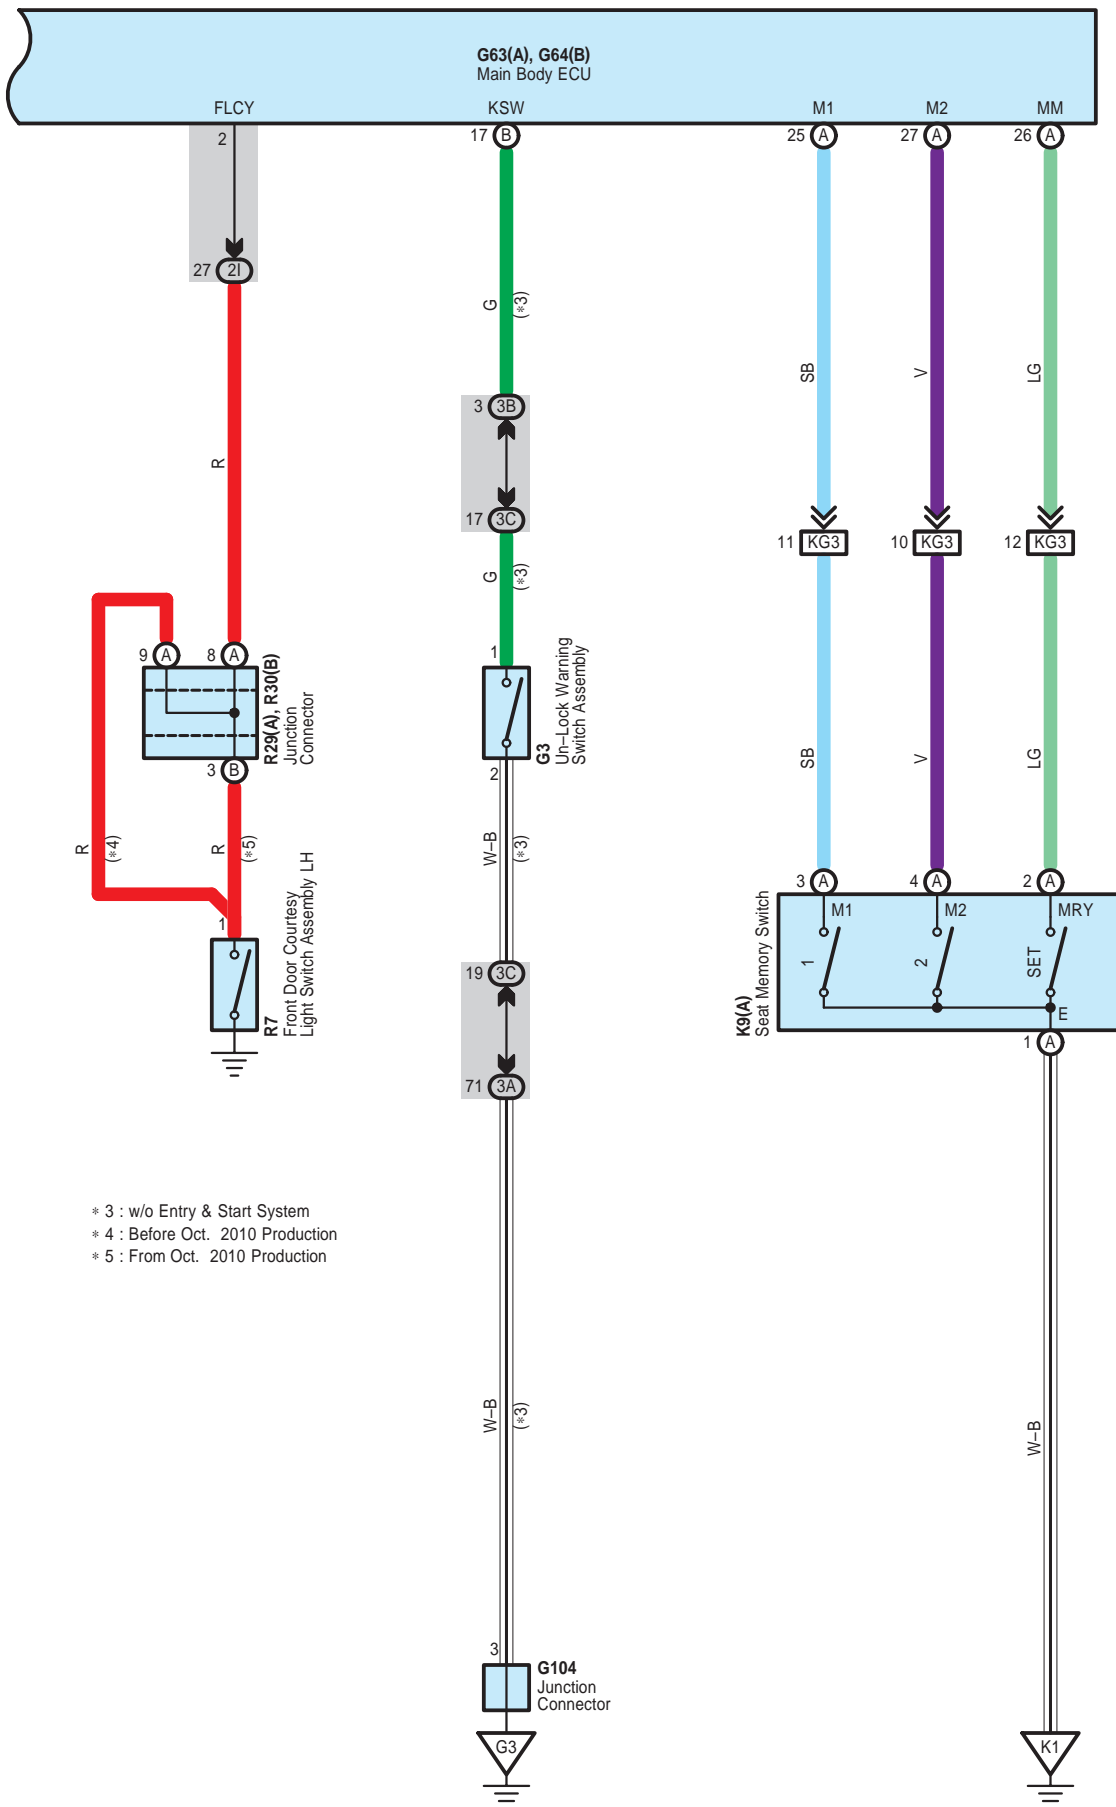 G63(A), G64(B)
Main Body ECU
FLCY
KSW
M1
M2
MM
2
17 B
25 A
27 A
26 A
27 2I
G
(*3)
SB
V
LG
3 3B
R
17 3C
11 KG3
10 KG3
12 KG3
G
(*3)
9 A
8 A
1
R29(A), R30(B)
Junction
Connector
G3
Un–Lock Warning
Switch Assembly
3 B
2
SB
V
LG
R
(*4)
R
(*5)
W–B
(*3)
3 A
4 A
2 A
1
M1
M2
MRY
R7
Front Door Courtesy
Light Switch Assembly LH
19 3C
K9(A)
Seat Memory Switch
1
2
SET
E
1 A
71 3A
* 3 : w/o Entry & Start System
* 4 : Before Oct. 2010 Production
* 5 : From Oct. 2010 Production
W–B
(*3)
W–B
3
G104
Junction
Connector
G3
K1